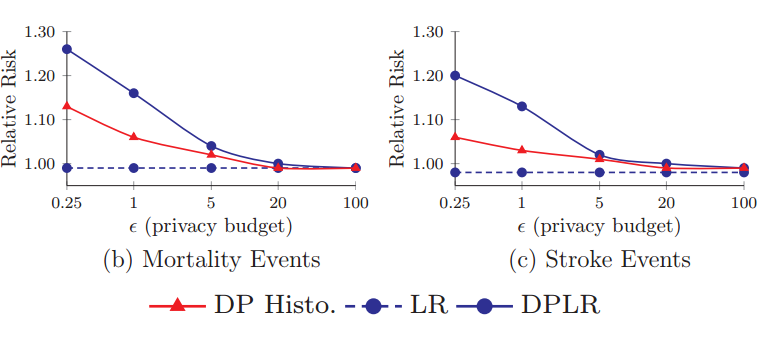 1.30
1.20
1.10
1.00
Relative Risk
0.25 1 5 20 100
ϵ (privacy budget)
(b) Mortality Events
1.30
1.20
1.10
1.00
Relative Risk
0.25 1 5 20 100
ϵ (privacy budget)
(c) Stroke Events
DP Histo. LR DPLR